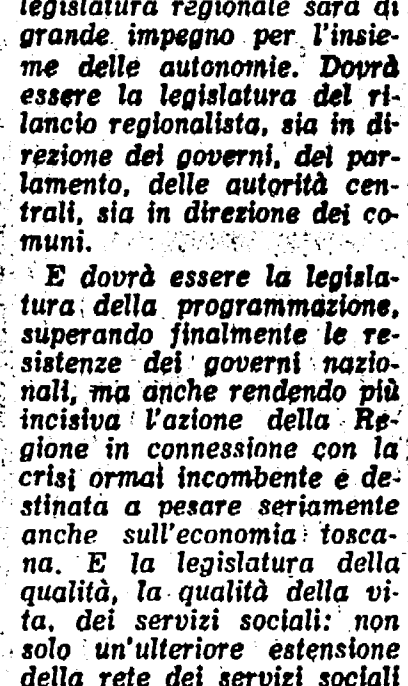 legislatura regionale sarà di
grande impegno per l'insie-
me delle autonomie. Dovrà
essere la legislatura del ri-
lancio regionalista, sia in di-
rezione dei governi, del par-
lamento, delle autorità cen-
trali, sia in direzione dei co-
muni.
E dovrà essere la legisla-
tura della programmazione,
superando finalmente le re-
sistenze dei governi nazio-
nali, ma anche rendendo più
incisiva l'azione della Re-
gione in connessione con la
crisi ormai incombente e de-
stinata a pesare seriamente
anche sull'economia tosca-
na. E la legislatura della
qualità, la qualità della vi-
ta, dei servizi sociali: non
solo un'ulteriore estensione
della rete dei servizi sociali